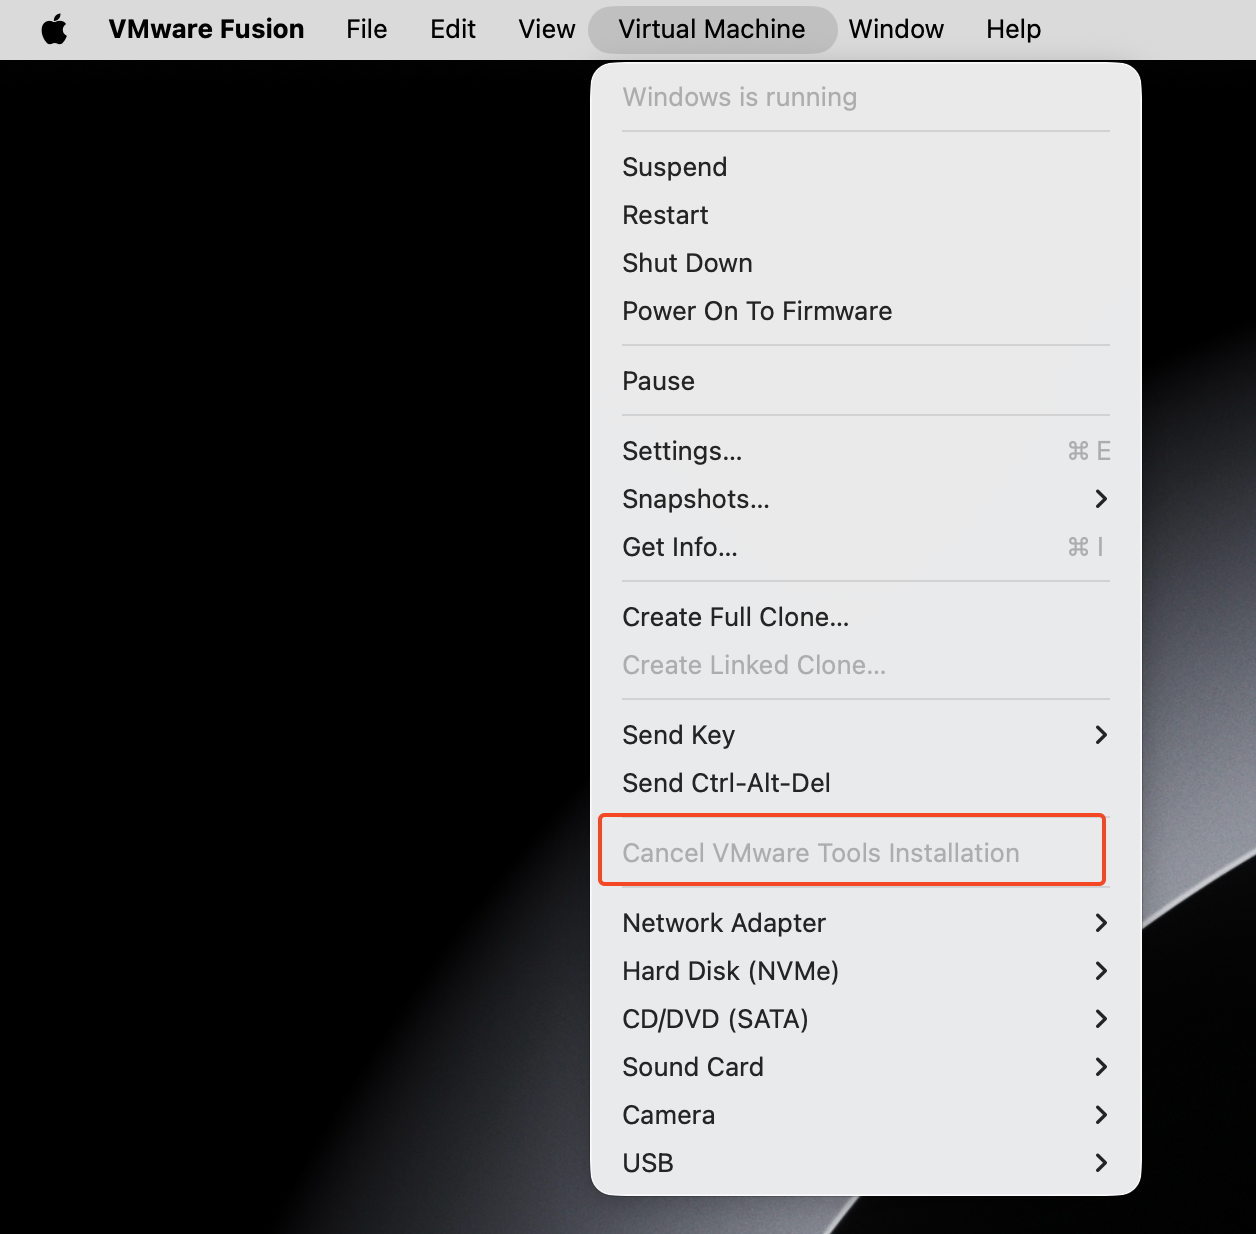 VMware Fusion File Edit View Virtual Machine Window Help
Windows is running
Suspend
Restart
Shut Down
Power On To Firmware
Pause
Settings... ⌘ E
Snapshots...
Get Info... ⌘ I
Create Full Clone...
Create Linked Clone...
Send Key
Send Ctrl-Alt-Del
Cancel VMware Tools Installation
Network Adapter
Hard Disk (NVMe)
CD/DVD (SATA)
Sound Card
Camera
USB